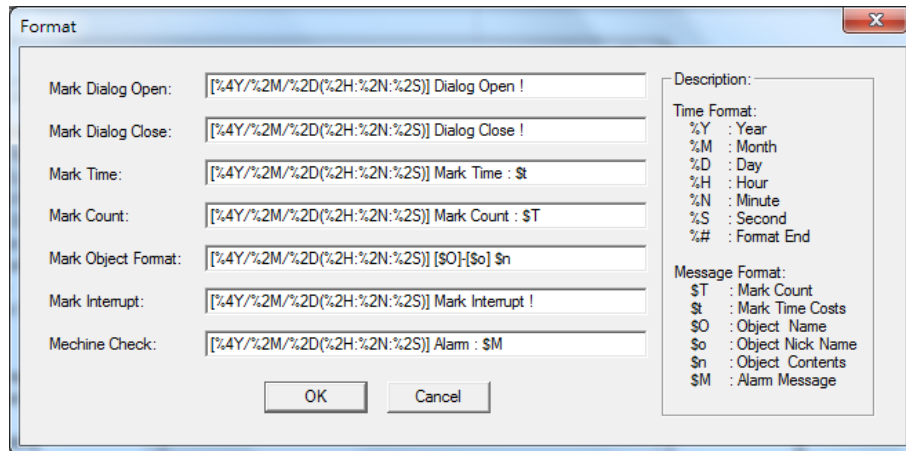 Format
Mark Dialog Open: [%4Y/%2M/%2D(%2H:%2N:%2S)] Dialog Open !
Mark Dialog Close: [%4Y/%2M/%2D(%2H:%2N:%2S)] Dialog Close !
Mark Time: [%4Y/%2M/%2D(%2H:%2N:%2S)] Mark Time : $t
Mark Count: [%4Y/%2M/%2D(%2H:%2N:%2S)] Mark Count : $T
Mark Object Format: [%4Y/%2M/%2D(%2H:%2N:%2S)] [$O]-[$o] $n
Mark Interrupt: [%4Y/%2M/%2D(%2H:%2N:%2S)] Mark Interrupt !
Mechine Check: [%4Y/%2M/%2D(%2H:%2N:%2S)] Alarm : $M
OK Cancel
Description:
Time Format:
%Y : Year
%M : Month
%D : Day
%H : Hour
%N : Minute
%S : Second
%# : Format End
Message Format:
$T : Mark Count
$t : Mark Time Costs
$O : Object Name
$o : Object Nick Name
$n : Object Contents
$M : Alarm Message